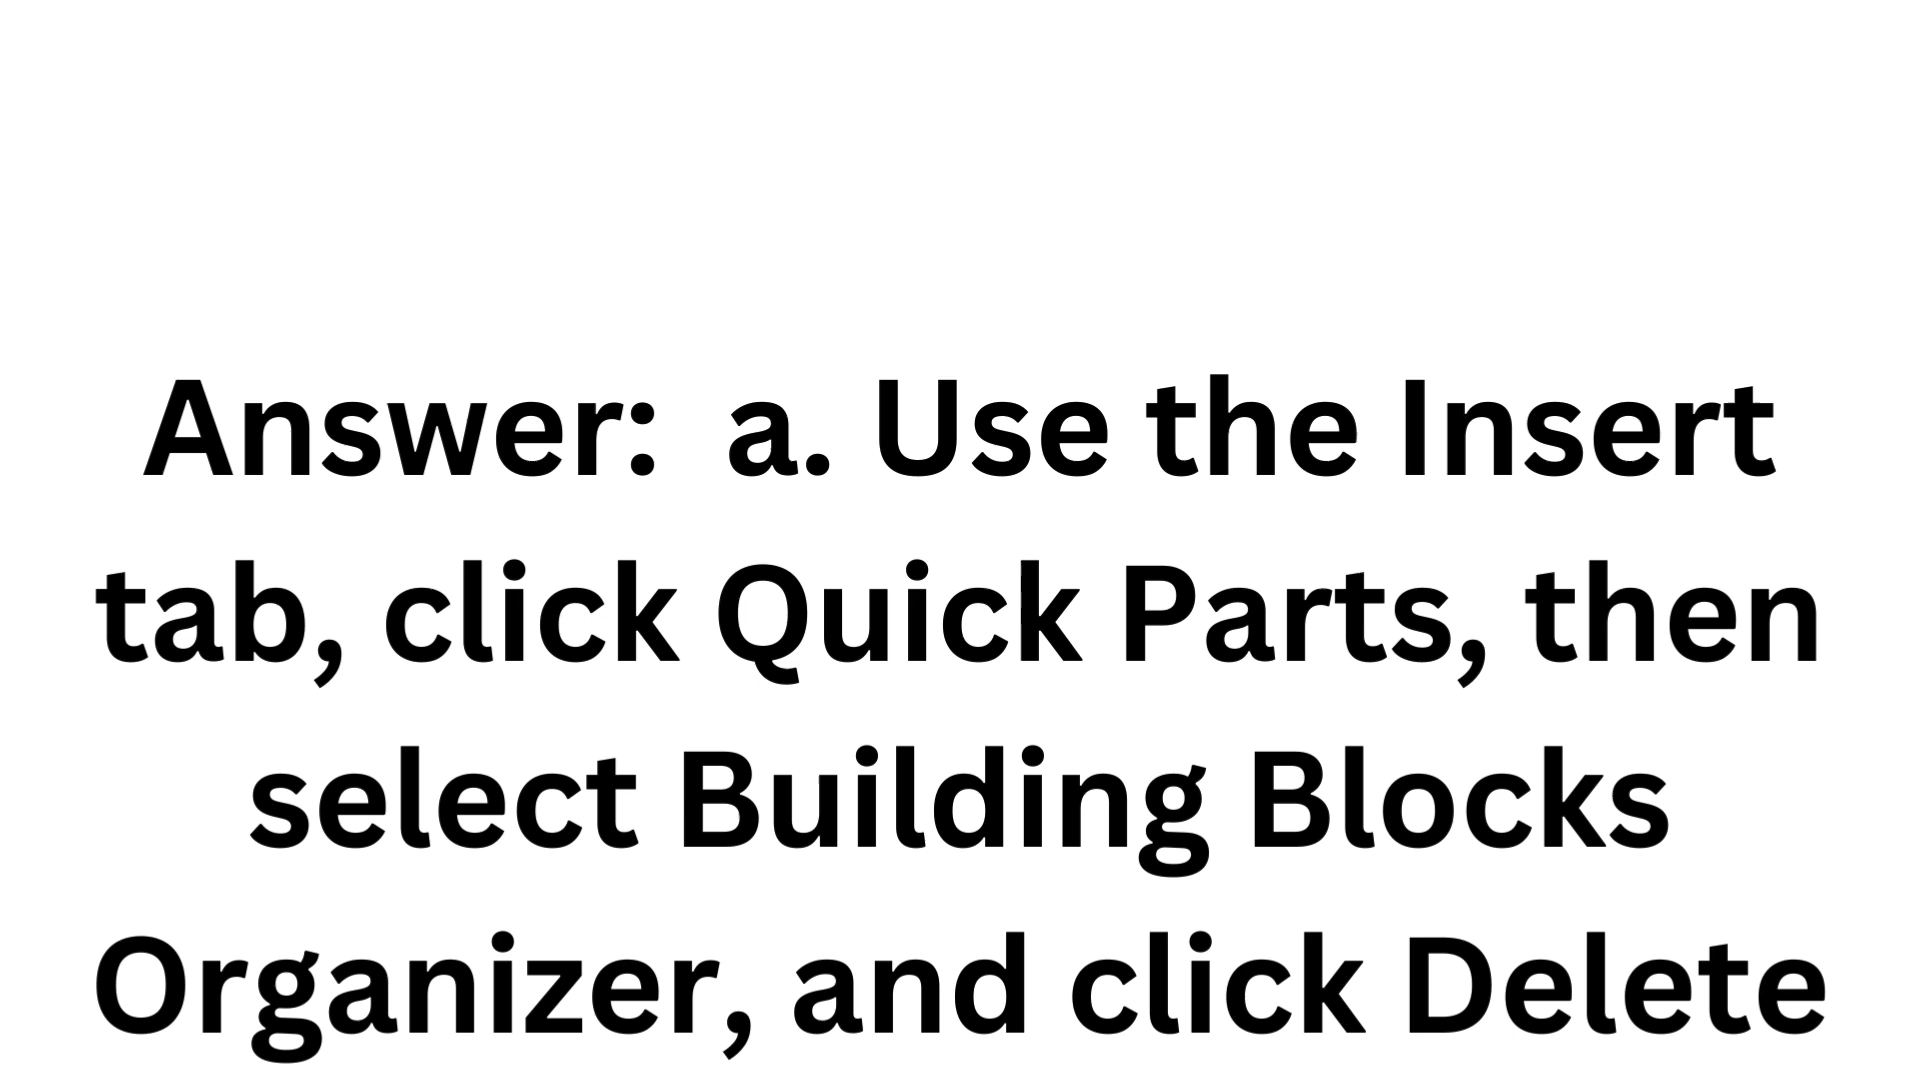 Answer:  a. Use the Insert
tab, click Quick Parts, then
select Building Blocks
Organizer, and click Delete